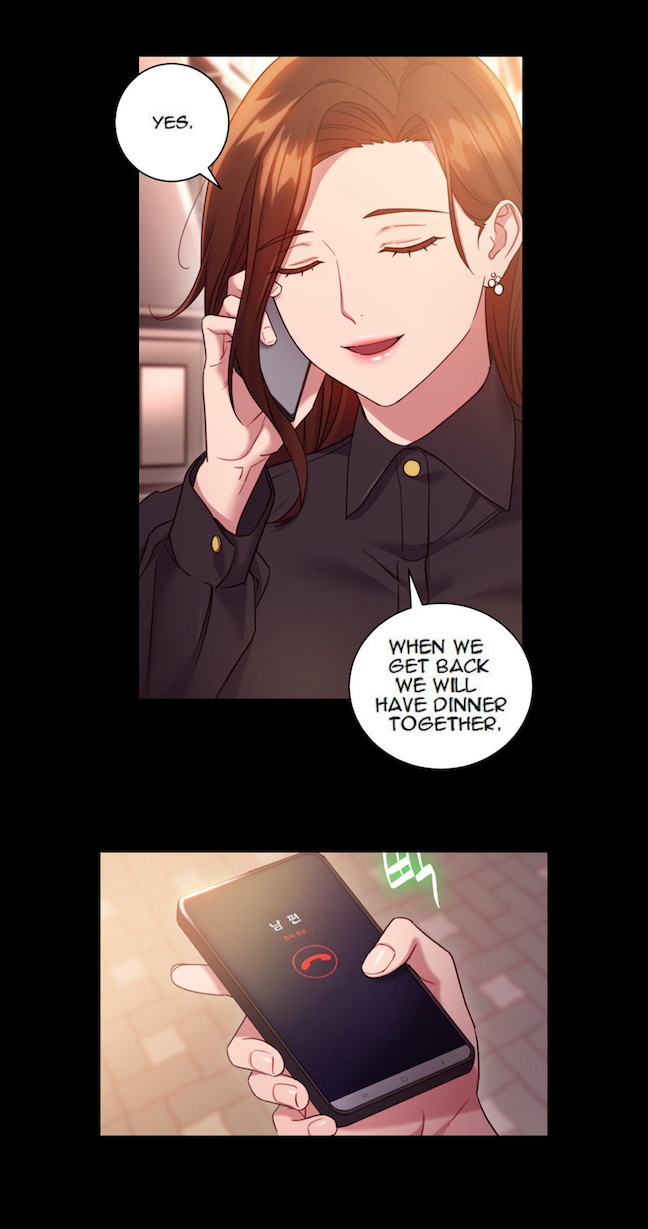 YES.
WHEN WE
GET BACK
WE WILL
HAVE DINNER
TOGETHER.
남편